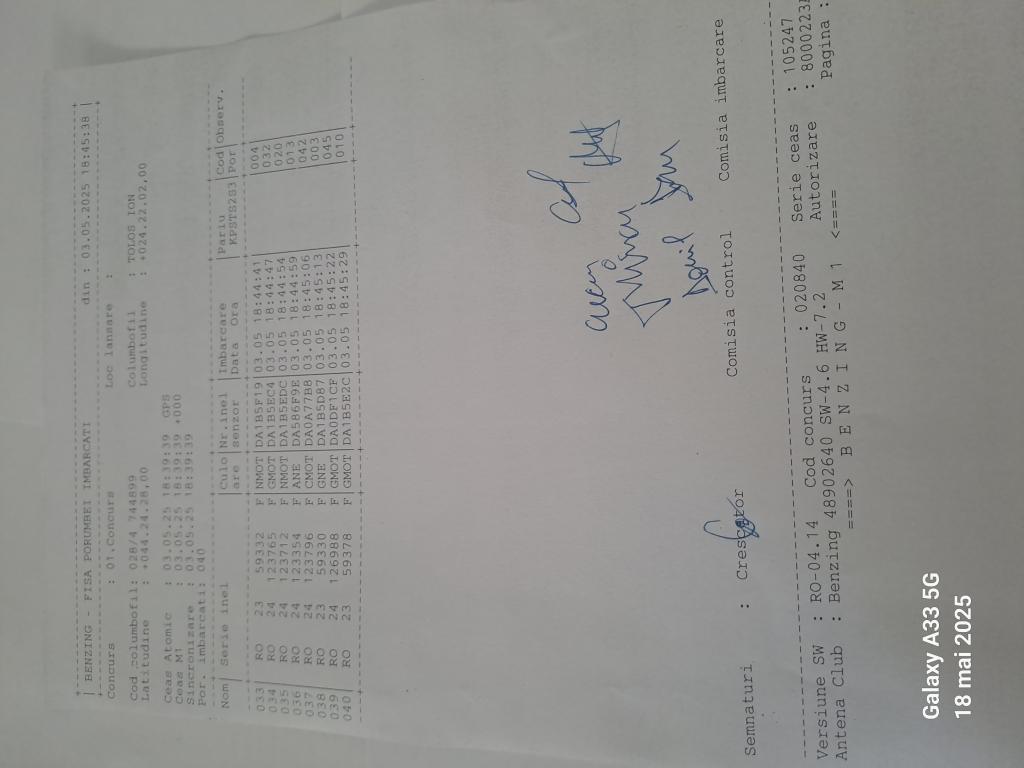 BENZING - FISA PORUMBEI IMBARCATI din : 03.05.2025 18:45:38
Concurs : 01.Concurs Loc lansare :
Cod columbofil: 028/4 744899 Columbofil : TOLOS ION
Latitudine : +044.24.28,00 Longitudine : +024.22.02,00
Ceas Atomic : 03.05.25 18:39:39 GPS
Ceas M1 : 03.05.25 18:39:39 +000
Sincronizare : 03.05.25 18:39:39
Por. imbarcati: 040
Nom Serie inel Culo Nr.inel Imbarcare Pariu Cod Observ.
are senzor Data Ora KPSTS2S3 Por
033 RO 23 59332 F NMOT DA1B5F19 03.05 18:44:41 004
034 RO 24 123765 F GMOT DA1B5EC4 03.05 18:44:47 032
035 RO 24 123712 F NMOT DA1B5EDC 03.05 18:44:54 020
036 RO 24 123354 F ANE DA586F9E 03.05 18:44:59 013
037 RO 24 123736 F CMOT DA0A77B8 03.05 18:45:06 042
038 RO 23 59330 F GNE DA1B5D87 03.05 18:45:13 003
039 RO 24 126988 F GMOT DA0DF1CF 03.05 18:45:22 045
040 RO 23 59378 F GMOT DA1B5E2C 03.05 18:45:29 010
Semnaturi : Crescator Comisia control Comisia imbarcare
Versiune SW : RO-04.14 Cod concurs : 020840 Serie ceas : 105247
Antena Club : Benzing 48902640 SW-4.6 HW-7.2 Autorizare : 8000223
====> B E N Z I N G - M 1 <==== Pagina :
Galaxy A33 5G
18 mai 2025